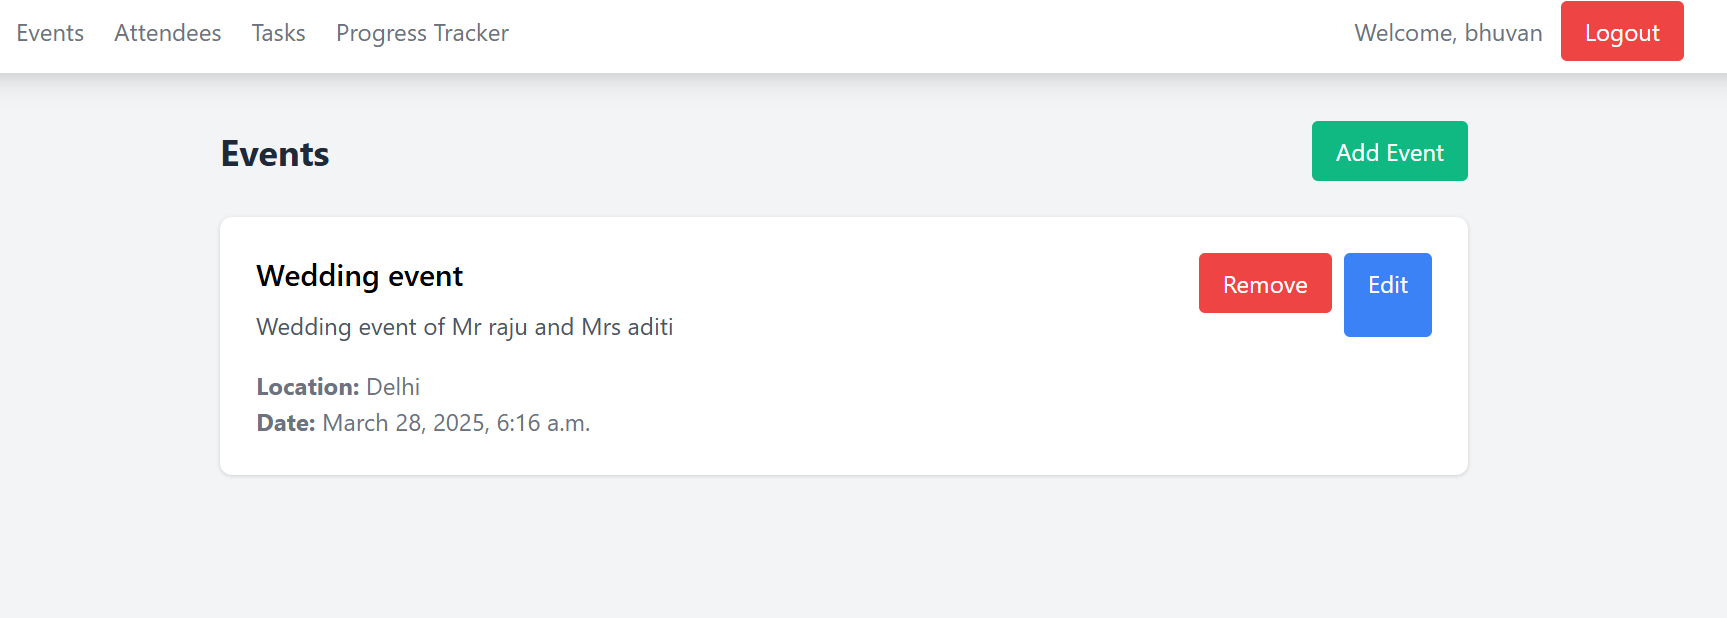 Events Attendees Tasks Progress Tracker Welcome, bhuvan Logout
Events Add Event
Wedding event Remove Edit
Wedding event of Mr raju and Mrs aditi
Location: Delhi
Date: March 28, 2025, 6:16 a.m.